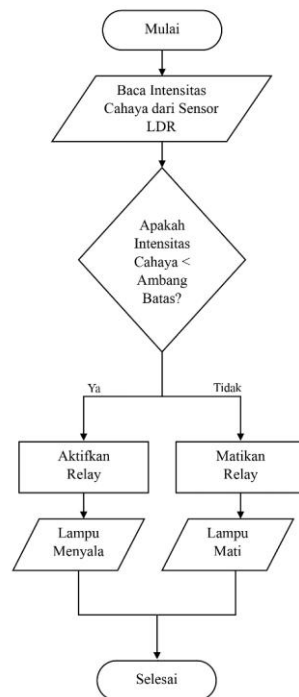 Mulai
Baca Intensitas
Cahaya dari Sensor
LDR
Apakah
Intensitas
Cahaya <
Ambang
Batas?
Ya
Tidak
Aktifkan
Relay
Matikan
Relay
Lampu
Menyala
Lampu
Mati
Selesai